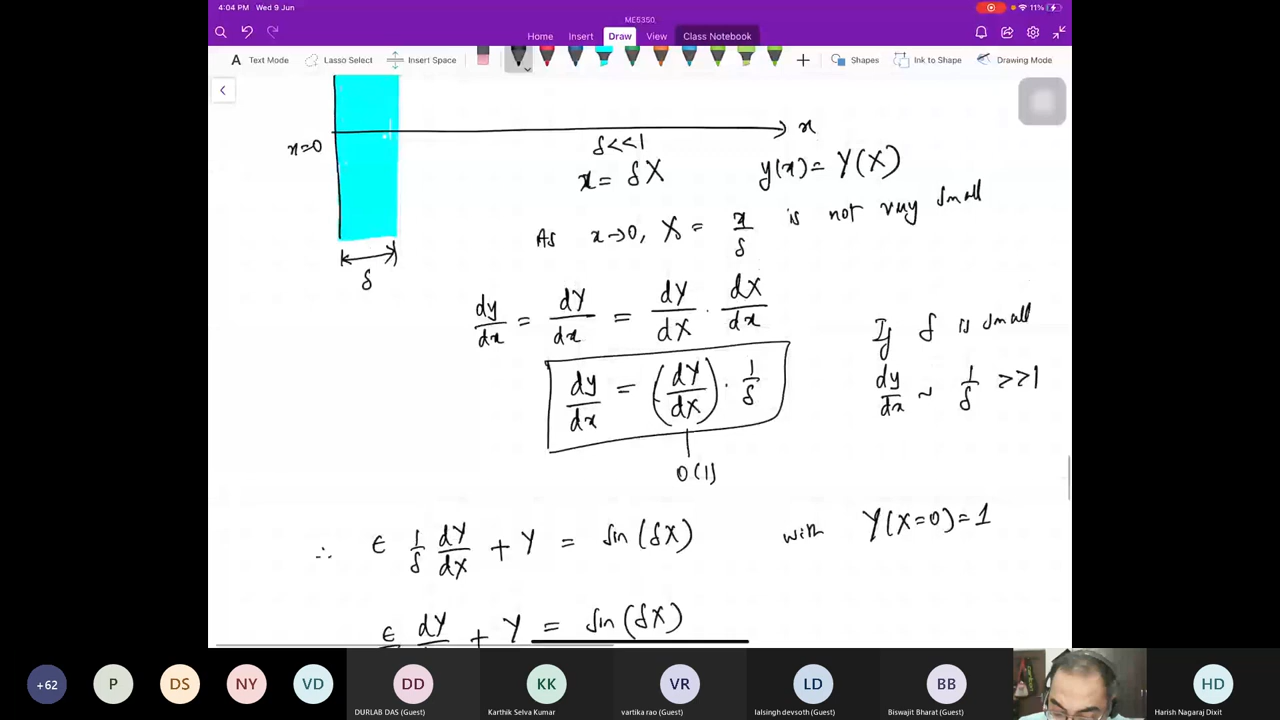 4:04 PM Wed 9 Jun
11%
ME5350
Home Insert Draw View Class Notebook
Text Mode Lasso Select Insert Space Shapes Ink to Shape Drawing Mode
x=0
x
δ<<1
x = δX
y(x) = Y(X)
As x→0, X = x/δ is not very small
δ
dy/dx = dY/dx = dY/dX · dX/dx
If δ is small
dy/dx = (dY/dX) · 1/δ
dy/dx ~ 1/δ >>1
O(1)
∴ ϵ 1/δ dY/dX + Y = sin(δX) with Y(X=0)=1
ϵ dY + Y = sin(δX)
+62 P DS NY VD DD KK VR LD BB HD
DURLAB DAS (Guest) Karthik Selva Kumar vartika rao (Guest) lalsingh devsoth (Guest) Biswajit Bharat (Guest) Harish Nagaraj Dixit